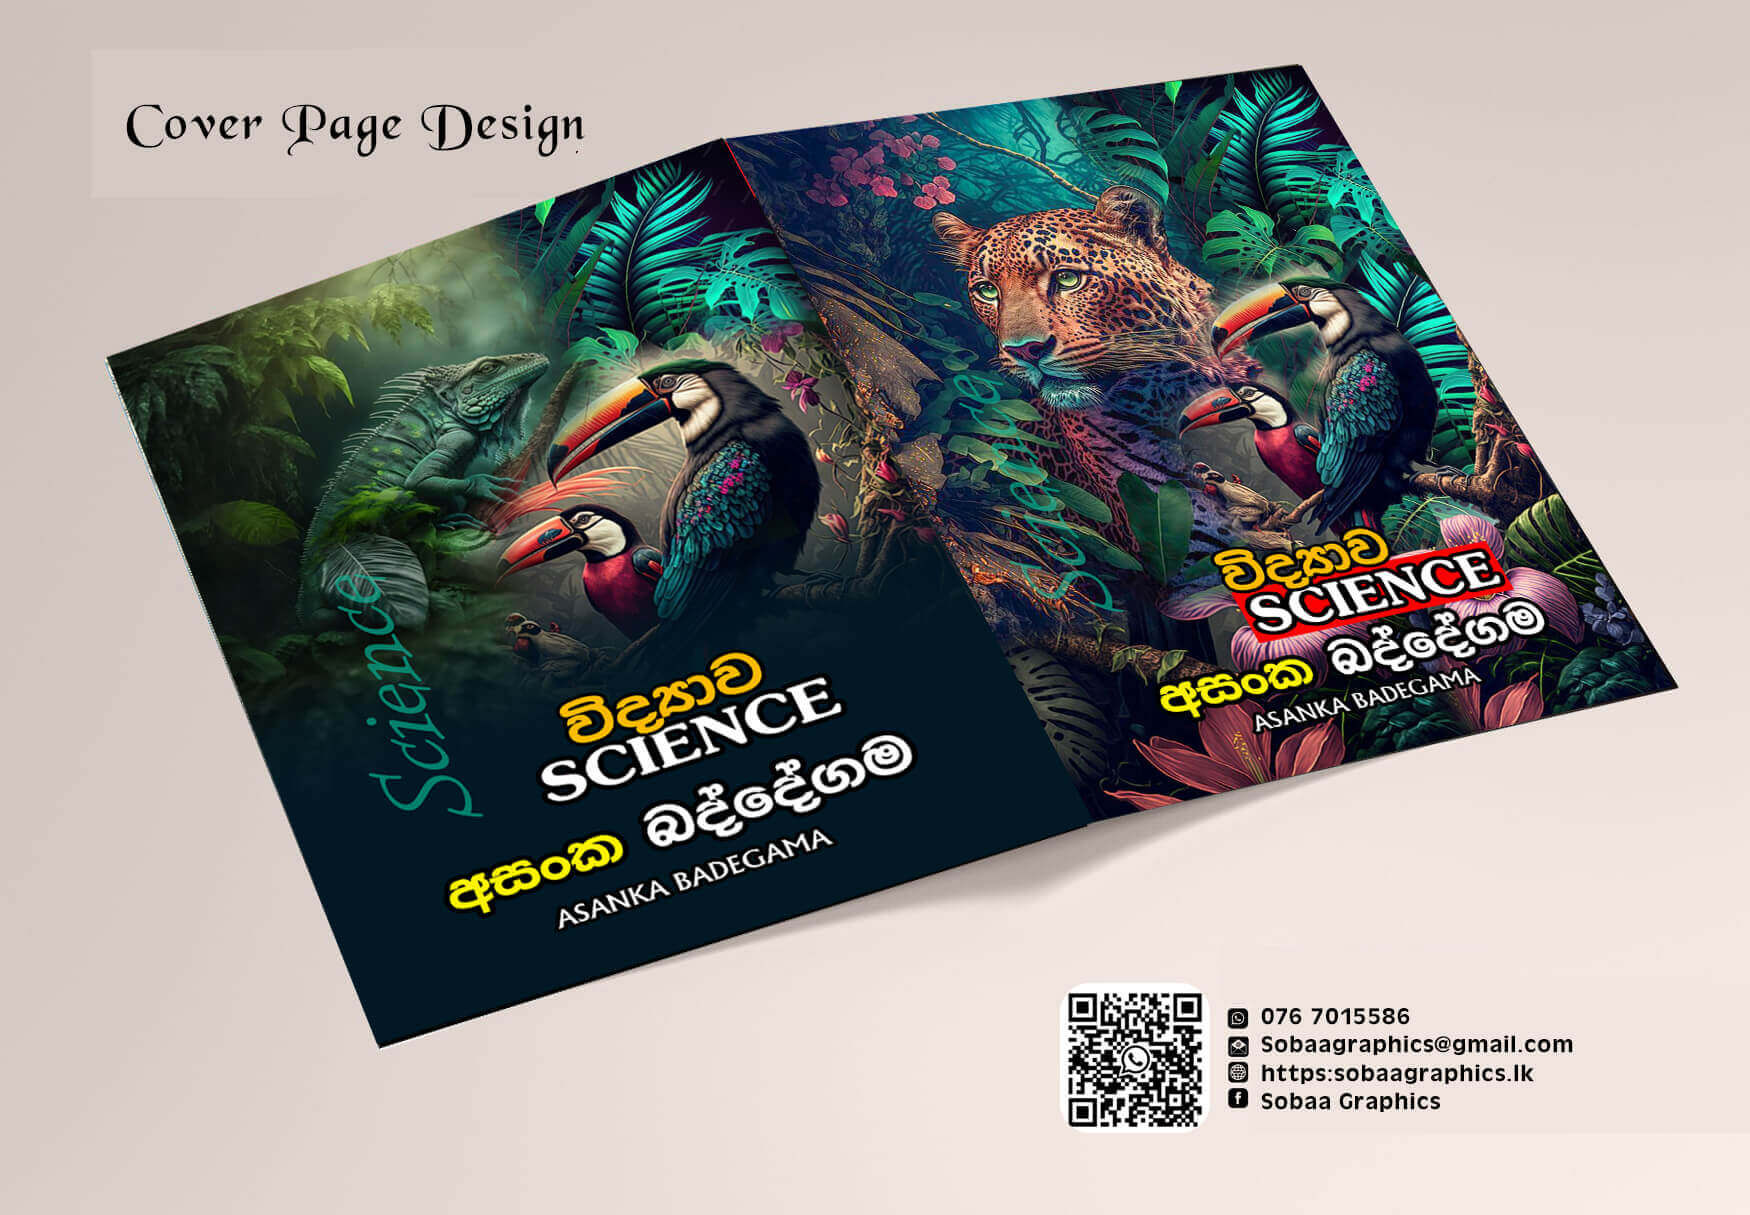 Cover Page Design
Science
විද්‍යාව
SCIENCE
අසංක බද්දේගම
ASANKA BADEGAMA
Science
විද්‍යාව
SCIENCE
අසංක බද්දේගම
ASANKA BADEGAMA
076 7015586
Sobaagraphics@gmail.com
https:sobaagraphics.lk
Sobaa Graphics